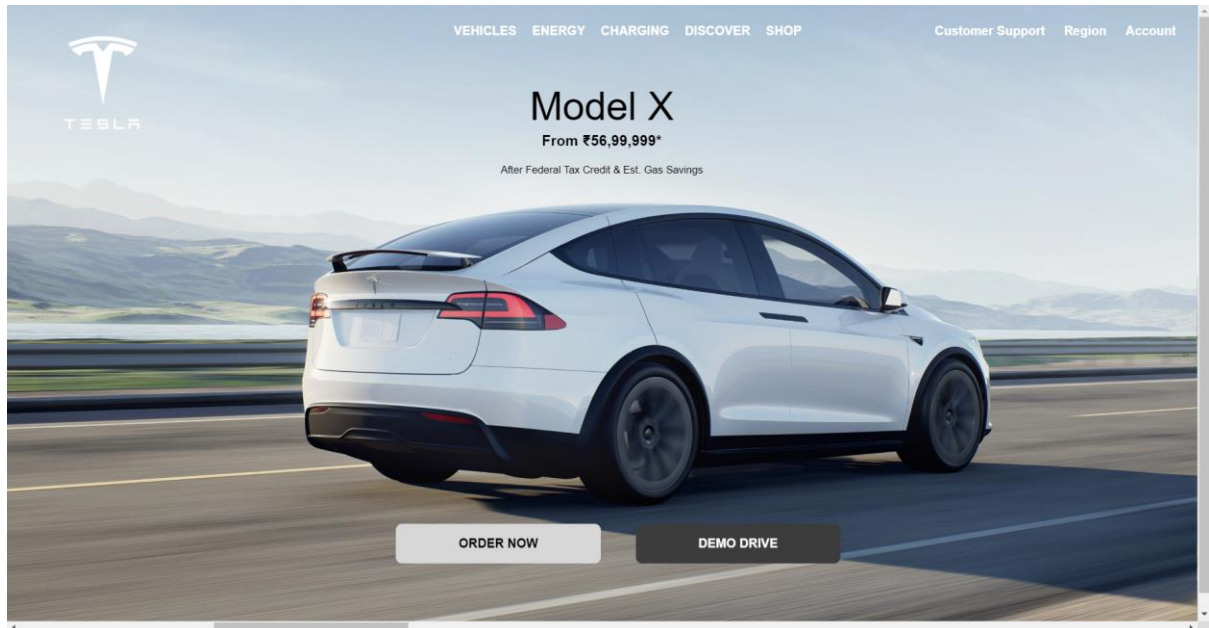 VEHICLES ENERGY CHARGING DISCOVER SHOP Customer Support Region Account
TESLA
Model X
From ₹56,99,999*
After Federal Tax Credit & Est. Gas Savings
TESLA
ORDER NOW DEMO DRIVE